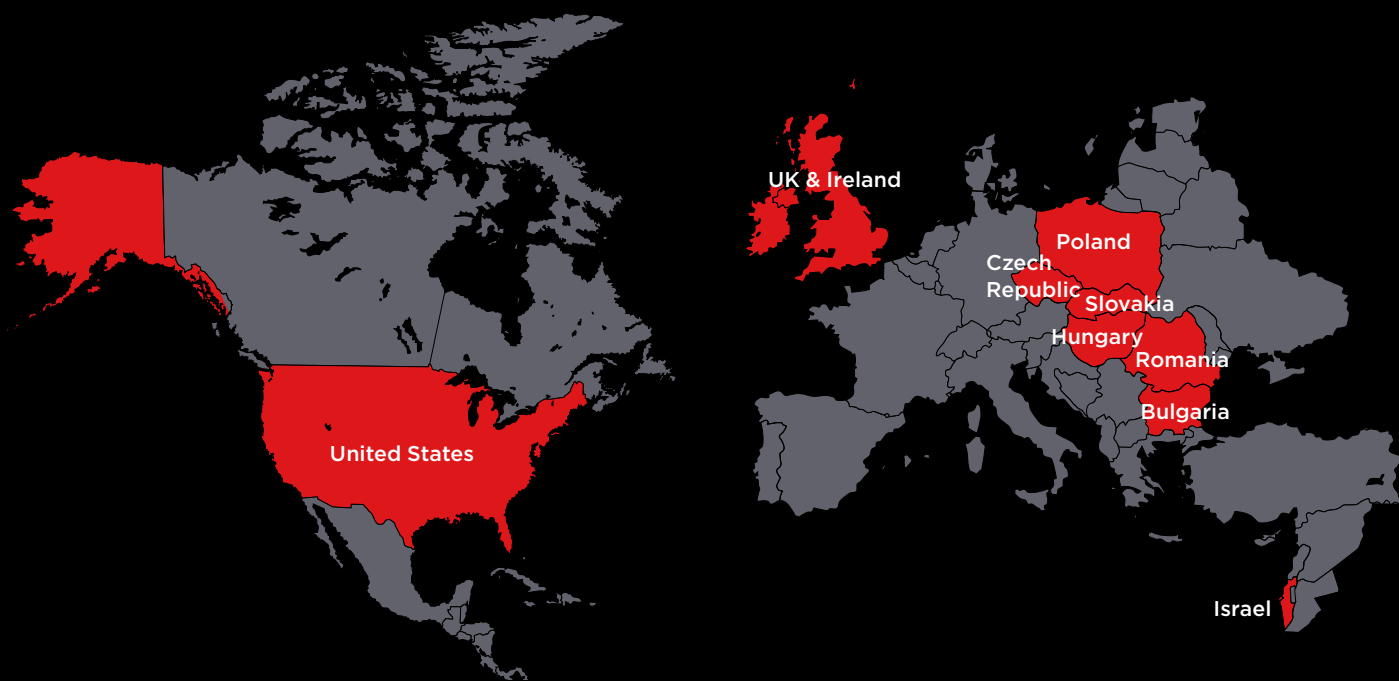 UK & Ireland
Poland
Czech
Republic
Slovakia
Hungary
Romania
Bulgaria
United States
Israel